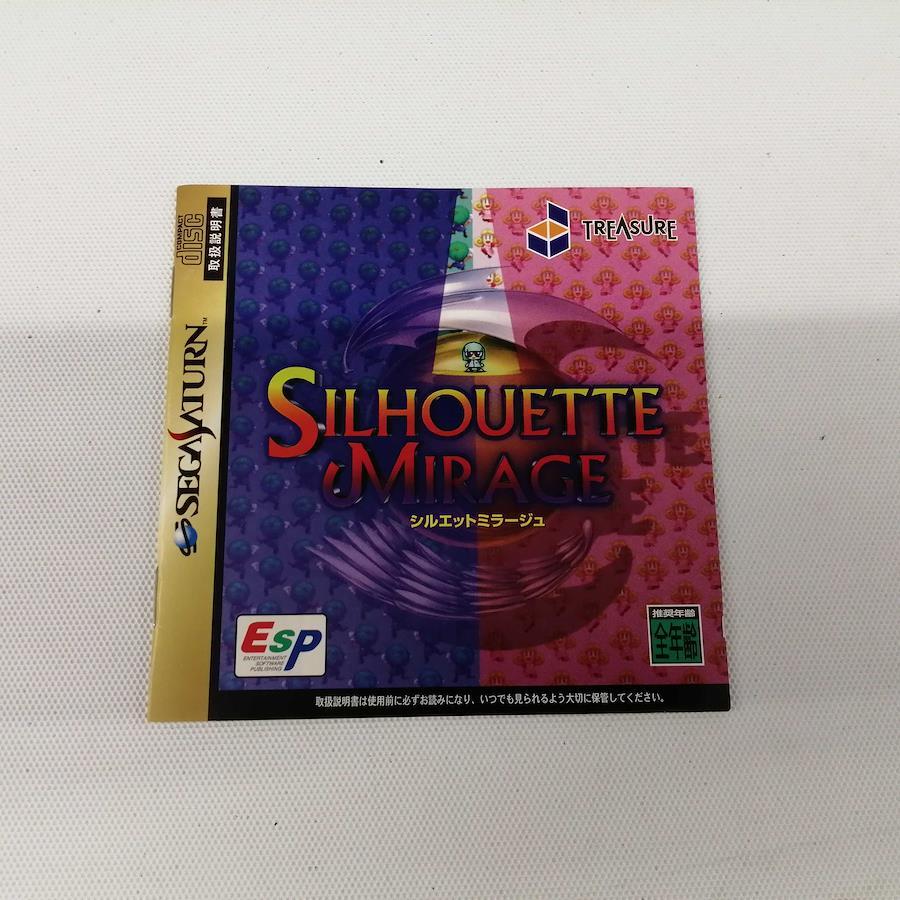 COMPACT
disc
取扱説明書
SEGA SATURN™
TREASURE
SILHOUETTE
MIRAGE
シルエットミラージュ
ESP
ENTERTAINMENT
SOFTWARE
PUBLISHING
推奨年齢
全年齢
取扱説明書は使用前に必ずお読みになり、いつでも見られるよう大切に保管してください。